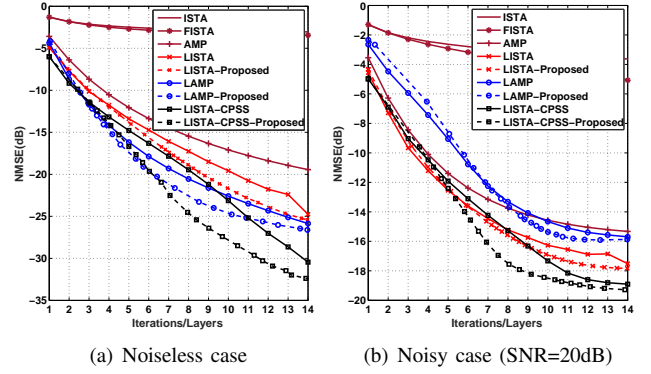 0
−5
−10
−15
−20
−25
−30
−35
NMSE(dB)
1 2 3 4 5 6 7 8 9 10 11 12 13 14
Iterations/Layers
ISTA
FISTA
AMP
LISTA
LISTA−Proposed
LAMP
LAMP−Proposed
LISTA−CPSS
LISTA−CPSS−Proposed
(a) Noiseless case
0
−2
−4
−6
−8
−10
−12
−14
−16
−18
−20
NMSE(dB)
1 2 3 4 5 6 7 8 9 10 11 12 13 14
Iterations/Layers
ISTA
FISTA
AMP
LISTA
LISTA−Proposed
LAMP
LAMP−Proposed
LISTA−CPSS
LISTA−CPSS−Proposed
(b) Noisy case (SNR=20dB)